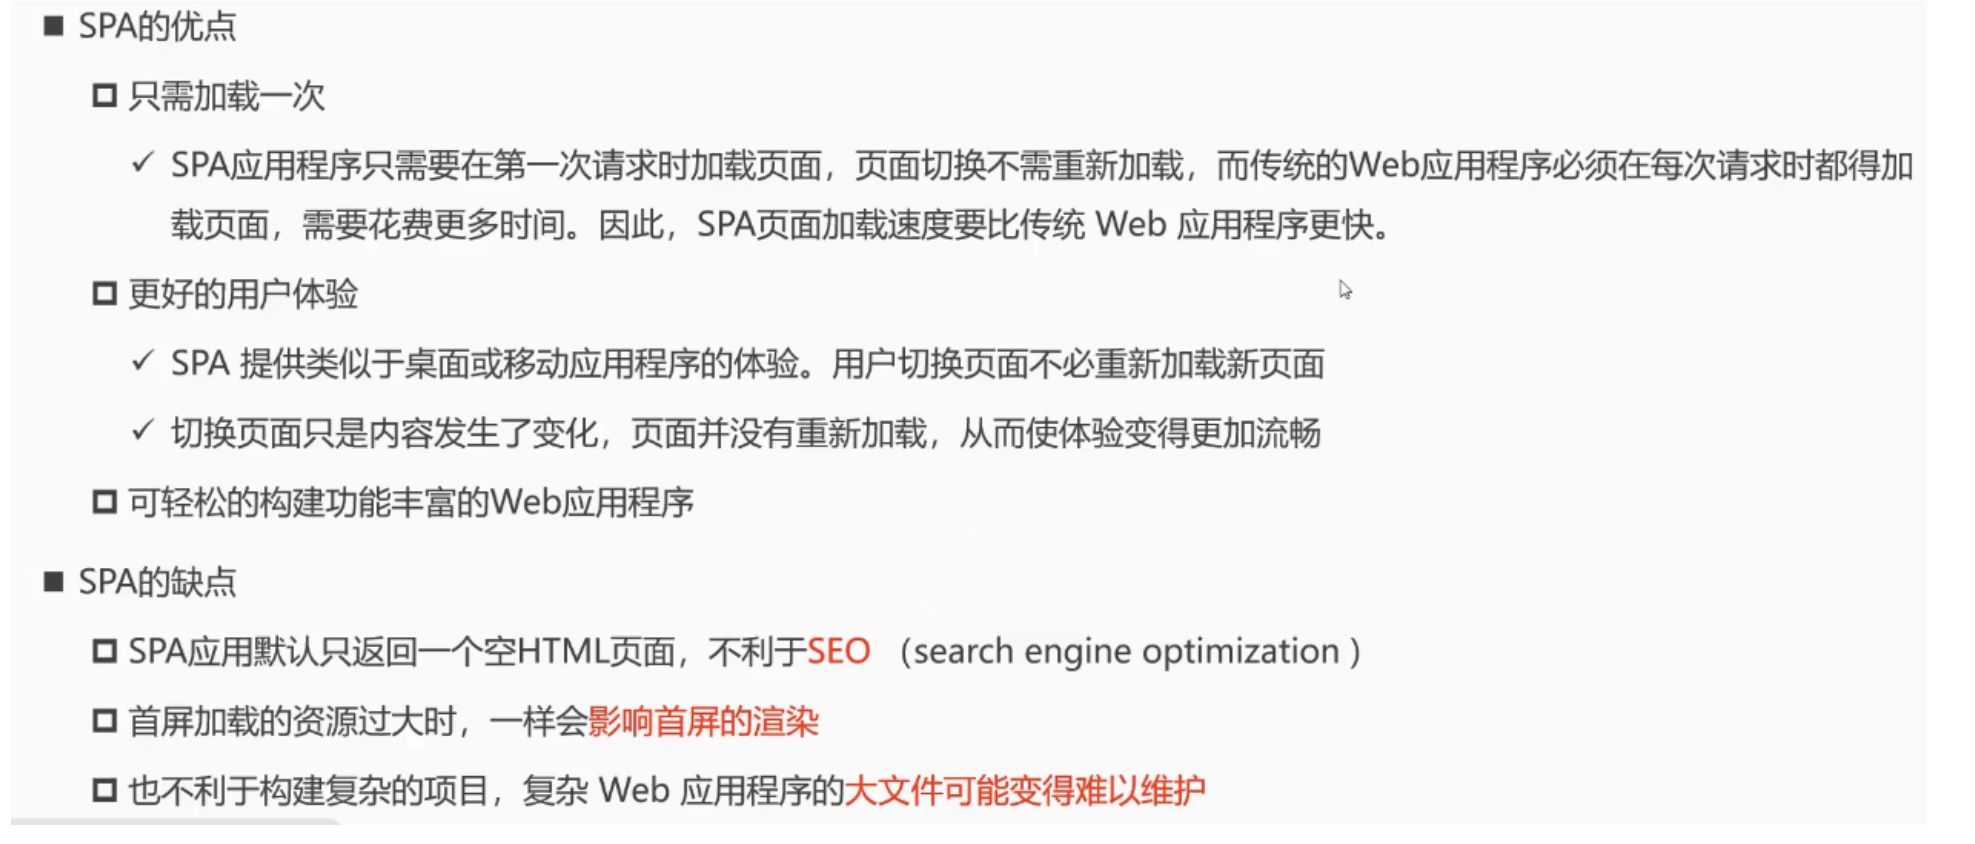 SPA的优点
只需加载一次
SPA应用程序只需要在第一次请求时加载页面，页面切换不需重新加载，而传统的Web应用程序必须在每次请求时都得加
载页面，需要花费更多时间。因此，SPA页面加载速度要比传统 Web 应用程序更快。
更好的用户体验
SPA 提供类似于桌面或移动应用程序的体验。用户切换页面不必重新加载新页面
切换页面只是内容发生了变化，页面并没有重新加载，从而使体验变得更加流畅
可轻松的构建功能丰富的Web应用程序
SPA的缺点
SPA应用默认只返回一个空HTML页面，不利于SEO （search engine optimization ）
首屏加载的资源过大时，一样会影响首屏的渲染
也不利于构建复杂的项目，复杂 Web 应用程序的大文件可能变得难以维护